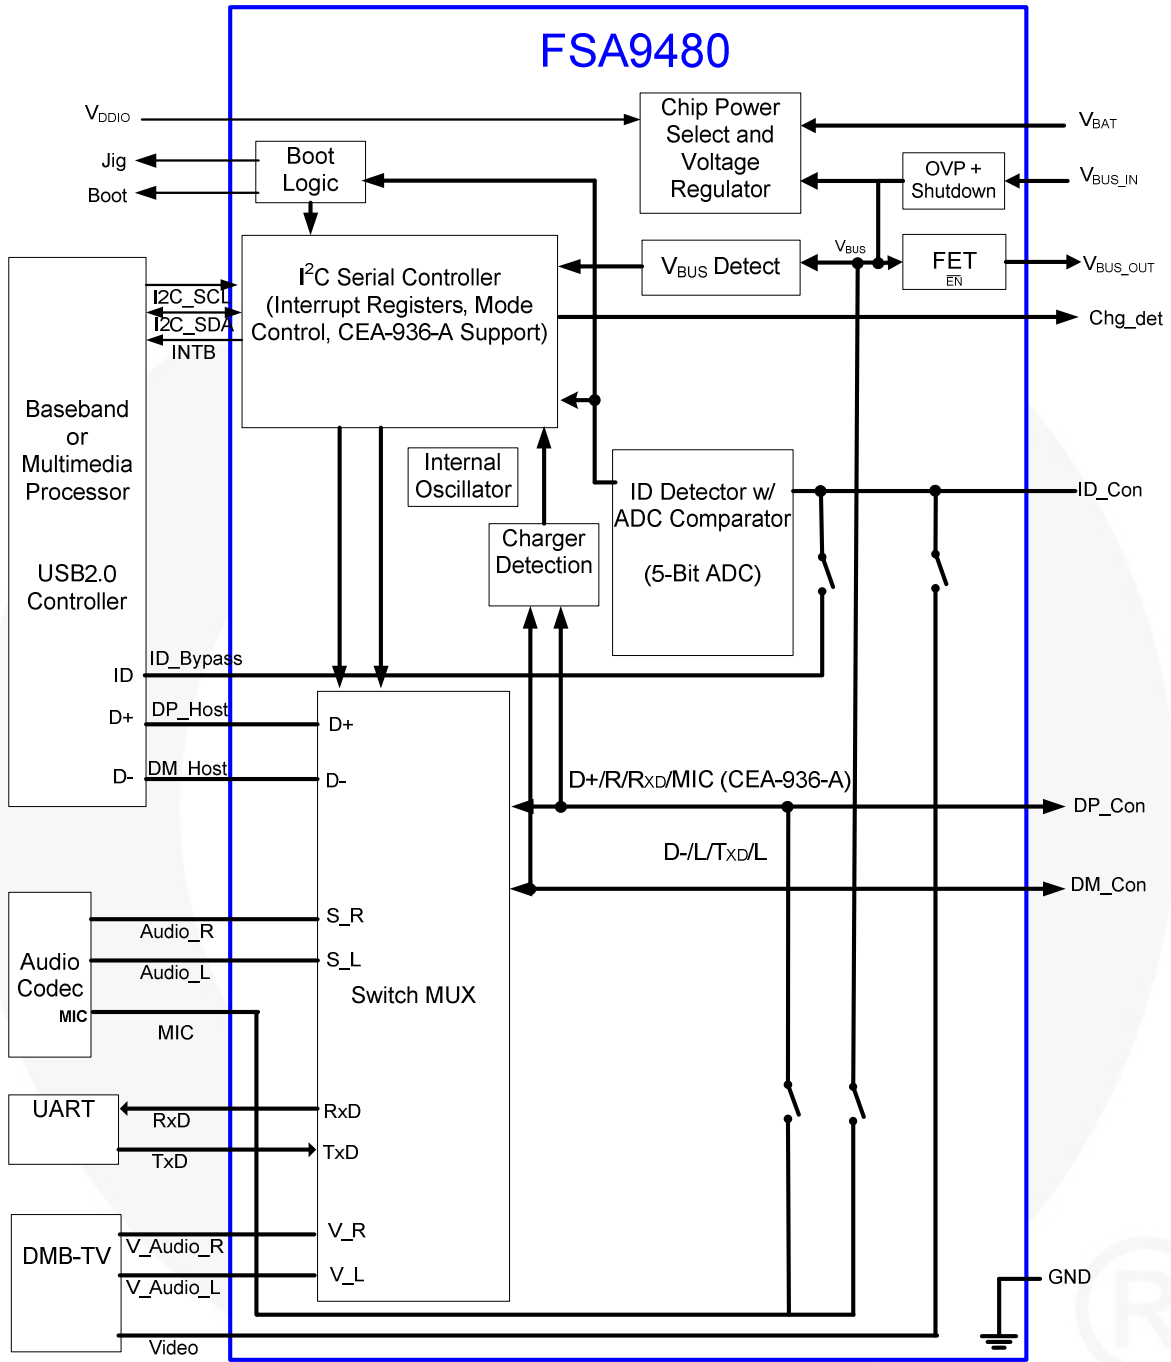 FSA9480
VDDIO
Jig
Boot
Boot
Logic
Chip Power
Select and
Voltage
Regulator
VBAT
OVP +
Shutdown
VBUS_IN
I2C Serial Controller
(Interrupt Registers, Mode
Control, CEA-936-A Support)
VBUS Detect
VBUS
FET
EN
VBUS_OUT
Chg_det
I2C_SCL
I2C_SDA
INTB
Baseband
or
Multimedia
Processor
USB2.0
Controller
ID
D+
D-
Internal
Oscillator
Charger
Detection
ID Detector w/
ADC Comparator
(5-Bit ADC)
ID_Con
ID_Bypass
DP_Host
DM_Host
D+
D-
D+/R/RXD/MIC (CEA-936-A)
DP_Con
D-/L/TXD/L
DM_Con
Audio
Codec
MIC
Audio_R
Audio_L
MIC
S_R
S_L
Switch MUX
UART
RxD
TxD
RxD
TxD
DMB-TV
V_Audio_R
V_Audio_L
Video
V_R
V_L
GND
®